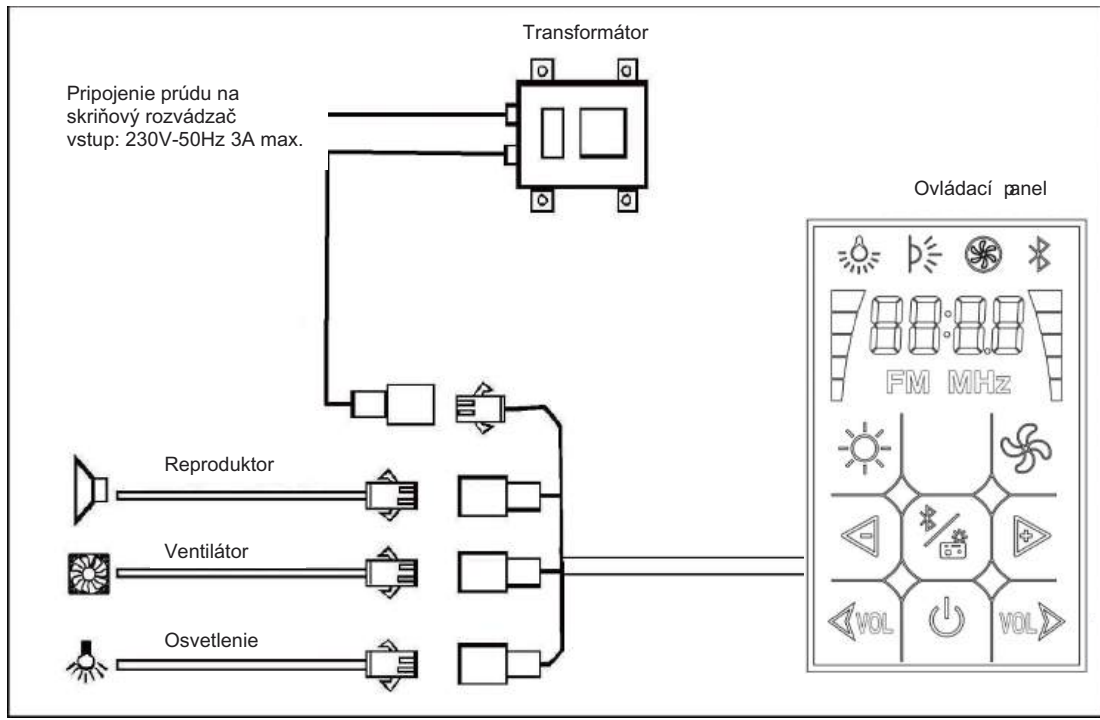 Transformátor
Pripojenie prúdu na
skriňový rozvádzač
vstup: 230V-50Hz 3A max.
Ovládací panel
88:8.8
FM MHz
Reproduktor
Ventilátor
Osvetlenie
- +
VOL VOL